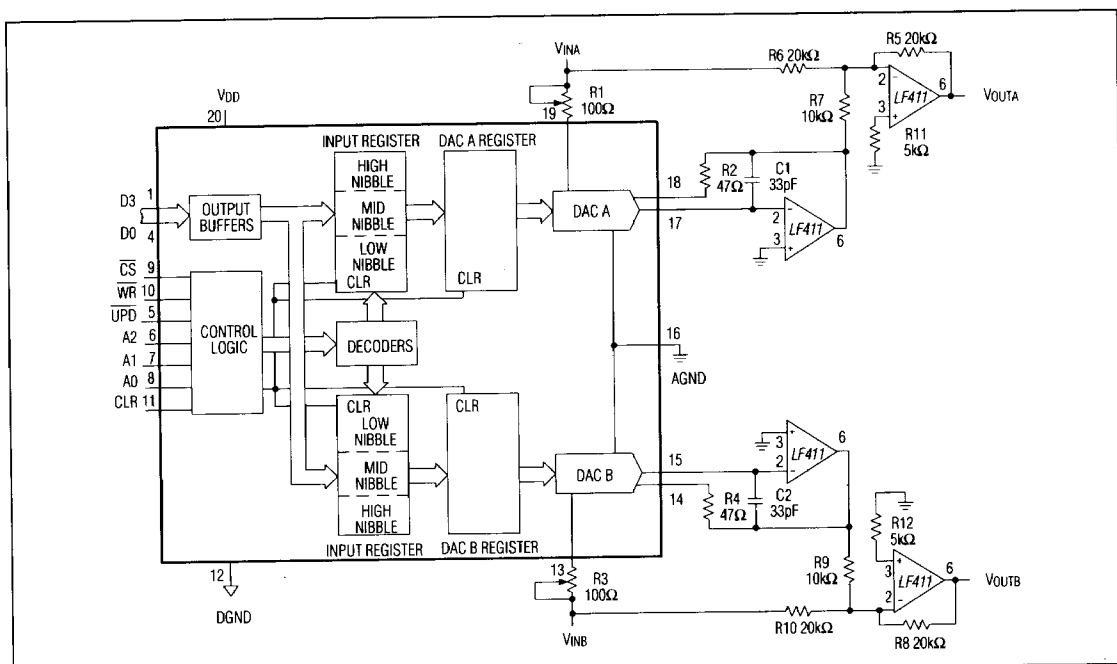 VINA
R6 20kΩ
R5 20kΩ
2
6
LF411
VOUTA
3
R11
5kΩ
R7
10kΩ
R1
100Ω
19
VDD
20
INPUT REGISTER
DAC A REGISTER
HIGH
NIBBLE
MID
NIBBLE
LOW
NIBBLE
CLR
CLR
D3 1
D0 4
OUTPUT
BUFFERS
DAC A
18
17
R2
47Ω
C1
33pF
2
LF411
3
6
CS 9
WR 10
UPD 5
A2 6
A1 7
A0 8
CLR 11
CONTROL
LOGIC
DECODERS
16
AGND
CLR
CLR
LOW
NIBBLE
MID
NIBBLE
HIGH
NIBBLE
INPUT REGISTER
DAC B REGISTER
DAC B
15
14
R4
47Ω
C2
33pF
3
2
LF411
6
R12
5kΩ
R9
10kΩ
3
LF411
6
VOUTB
2
R10 20kΩ
R8 20kΩ
12
DGND
13
R3
100Ω
VINB